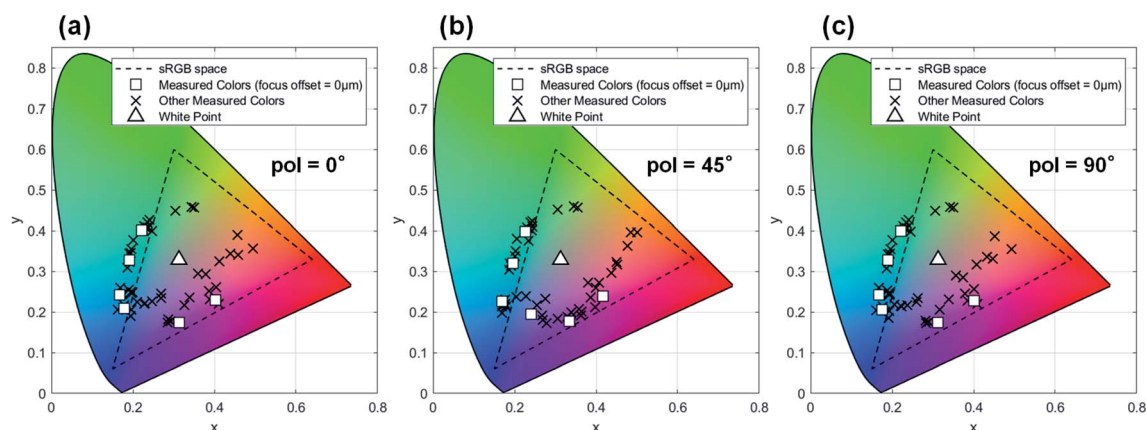 (a)
0.8
0.7
0.6
0.5
0.4
0.3
0.2
0.1
0
y
sRGB space
Measured Colors (focus offset = 0μm)
Other Measured Colors
White Point
pol = 0°
0 0.2 0.4 0.6 0.8
x
(b)
0.8
0.7
0.6
0.5
0.4
0.3
0.2
0.1
0
y
sRGB space
Measured Colors (focus offset = 0μm)
Other Measured Colors
White Point
pol = 45°
0 0.2 0.4 0.6 0.8
x
(c)
0.8
0.7
0.6
0.5
0.4
0.3
0.2
0.1
0
y
sRGB space
Measured Colors (focus offset = 0μm)
Other Measured Colors
White Point
pol = 90°
0 0.2 0.4 0.6 0.8
x